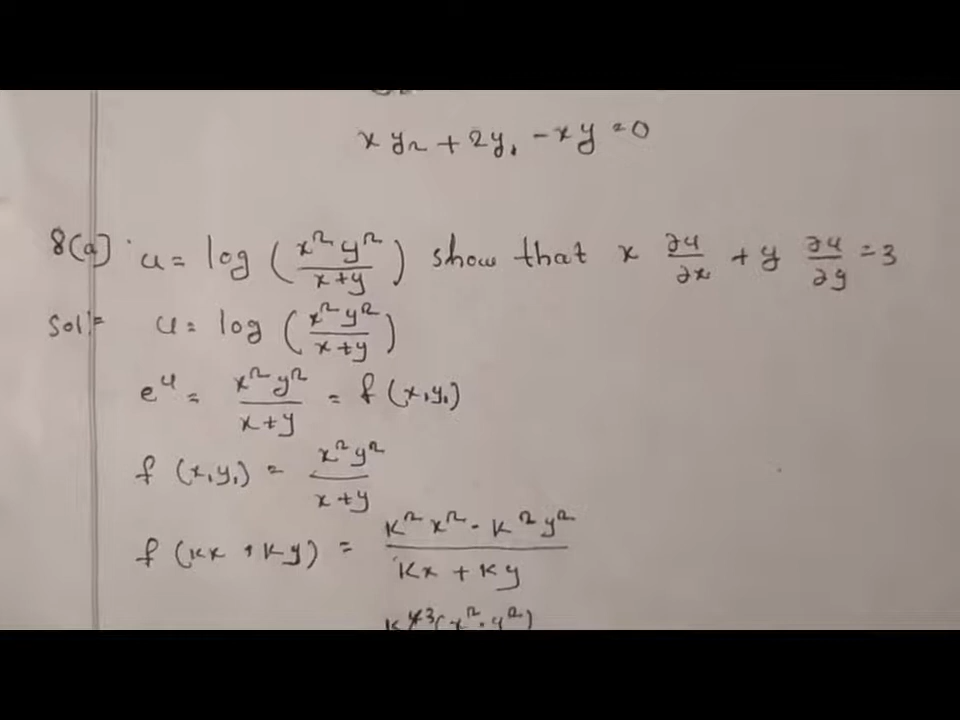 x y₂ + 2y₁ - xy = 0
8(a) u = log (x²y²/x+y) show that x ∂u/∂x + y ∂u/∂y = 3
Sol:- u = log (x²y²/x+y)
e^u = x²y²/x+y = f(x,y,)
f(x,y,) = x²y²/x+y
f(kx, ky) = k²x² · k²y²/kx + ky